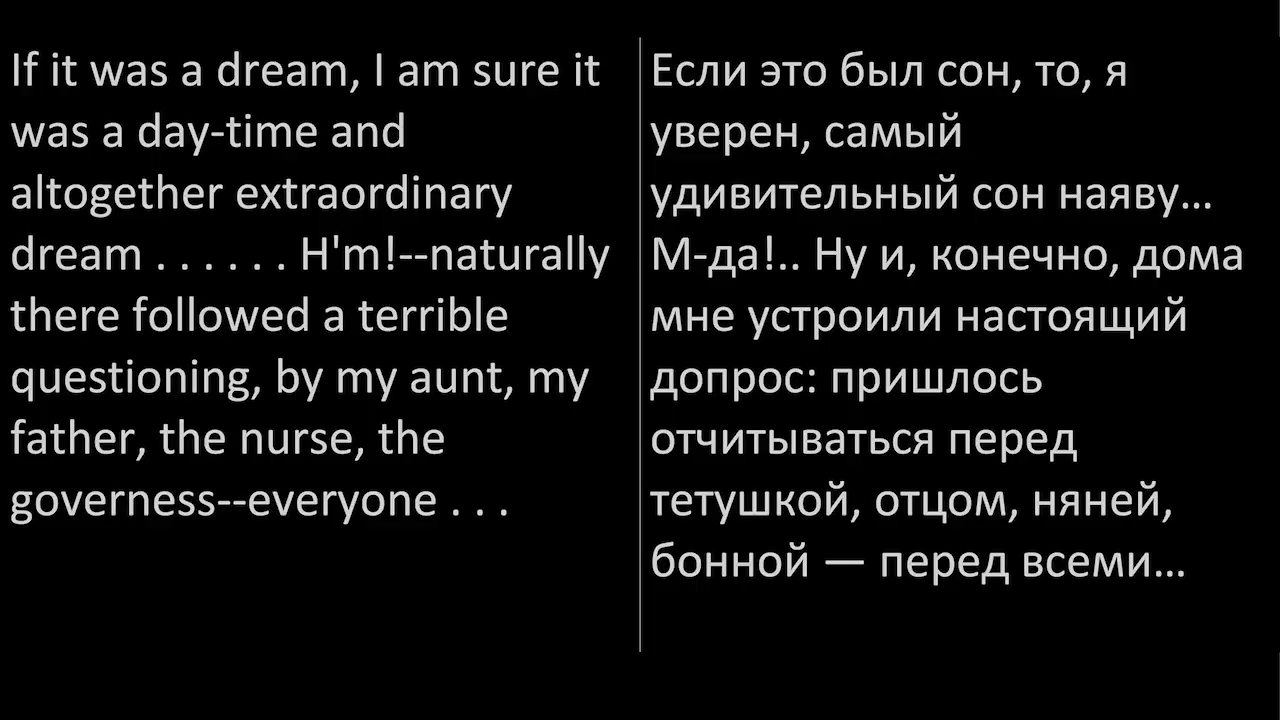 If it was a dream, I am sure it
was a day-time and
altogether extraordinary
dream . . . . . . H'm!--naturally
there followed a terrible
questioning, by my aunt, my
father, the nurse, the
governess--everyone . . .
Если это был сон, то, я
уверен, самый
удивительный сон наяву...
М-да!.. Ну и, конечно, дома
мне устроили настоящий
допрос: пришлось
отчитываться перед
тетушкой, отцом, няней,
бонной — перед всеми...